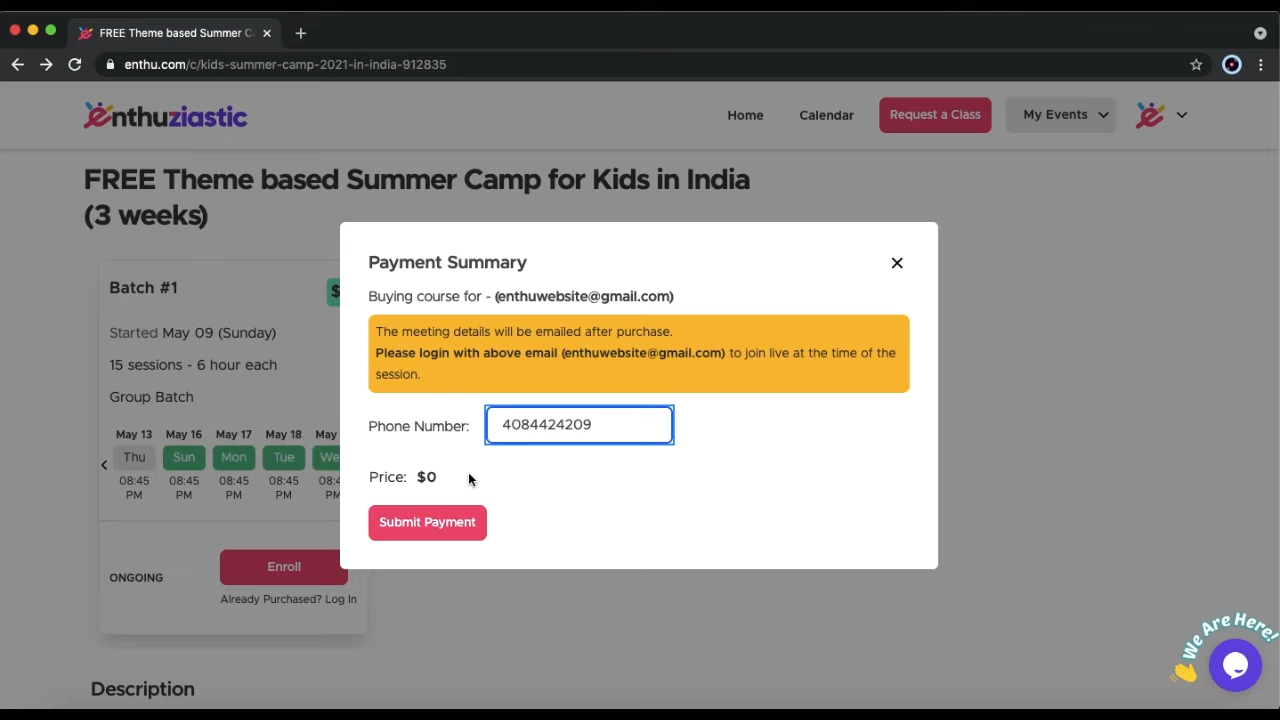 FREE Theme based Summer C
enthu.com/c/kids-summer-camp-2021-in-india-912835
enthuziastic
Home
Calendar
Request a Class
My Events
FREE Theme based Summer Camp for Kids in India
(3 weeks)
Batch #1
$
Started May 09 (Sunday)
15 sessions - 6 hour each
Group Batch
May 13 May 16 May 17 May 18 May
Thu Sun Mon Tue We
08:45 08:45 08:45 08:45 08:4
PM PM PM PM PM
ONGOING
Enroll
Already Purchased? Log In
Payment Summary
Buying course for - (enthuwebsite@gmail.com)
The meeting details will be emailed after purchase.
Please login with above email (enthuwebsite@gmail.com) to join live at the time of the
session.
Phone Number: 4084424209
Price: $0
Submit Payment
We Are Here!
Description